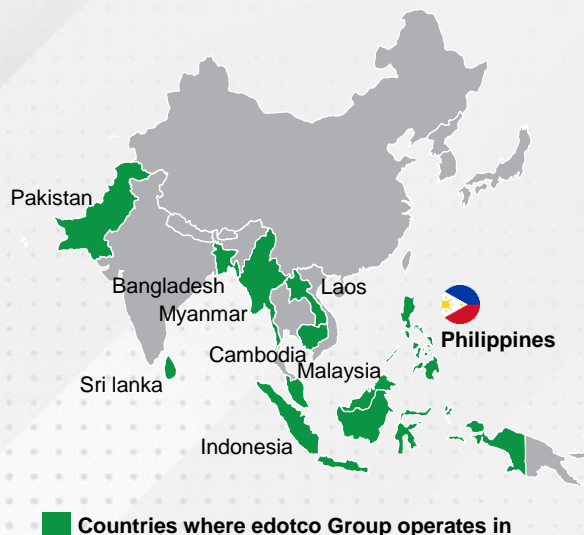 Pakistan
Bangladesh
Laos
Myanmar
Philippines
Cambodia
Malaysia
Sri lanka
Indonesia
Countries where edotco Group operates in